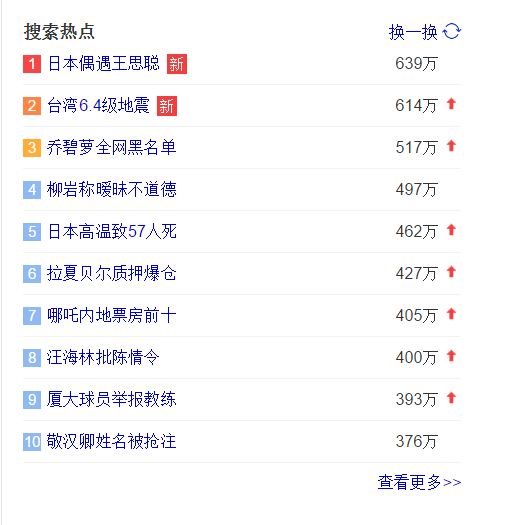 搜索热点 换一换
1 日本偶遇王思聪 新 639万
2 台湾6.4级地震 新 614万
3 乔碧萝全网黑名单 517万
4 柳岩称暧昧不道德 497万
5 日本高温致57人死 462万
6 拉夏贝尔质押爆仓 427万
7 哪吒内地票房前十 405万
8 汪海林批陈情令 400万
9 厦大球员举报教练 393万
10 敬汉卿姓名被抢注 376万
查看更多>>